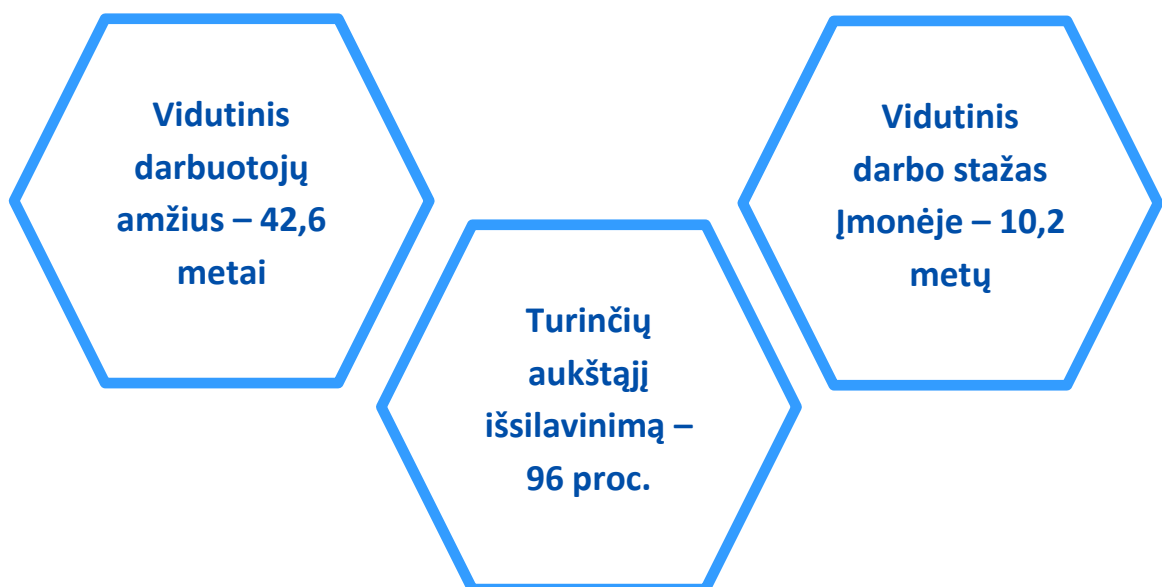 Vidutinis
darbuotojų
amžius – 42,6
metai
Turinčių
aukštąjį
išsilavinimą –
96 proc.
Vidutinis
darbo stažas
Įmonėje – 10,2
metų